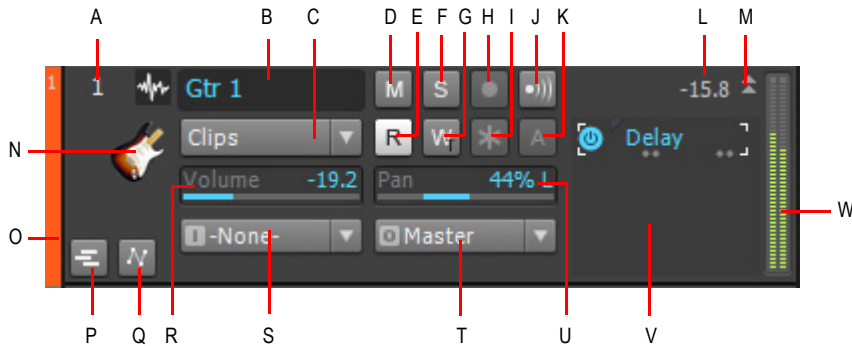 A B C D E F G H I J K L M
1 1 Gtr 1 M S -15.8
Clips R W A Delay
N
Volume -19.2 Pan 44% L
W
I -None- O Master
O
P Q R S T U V